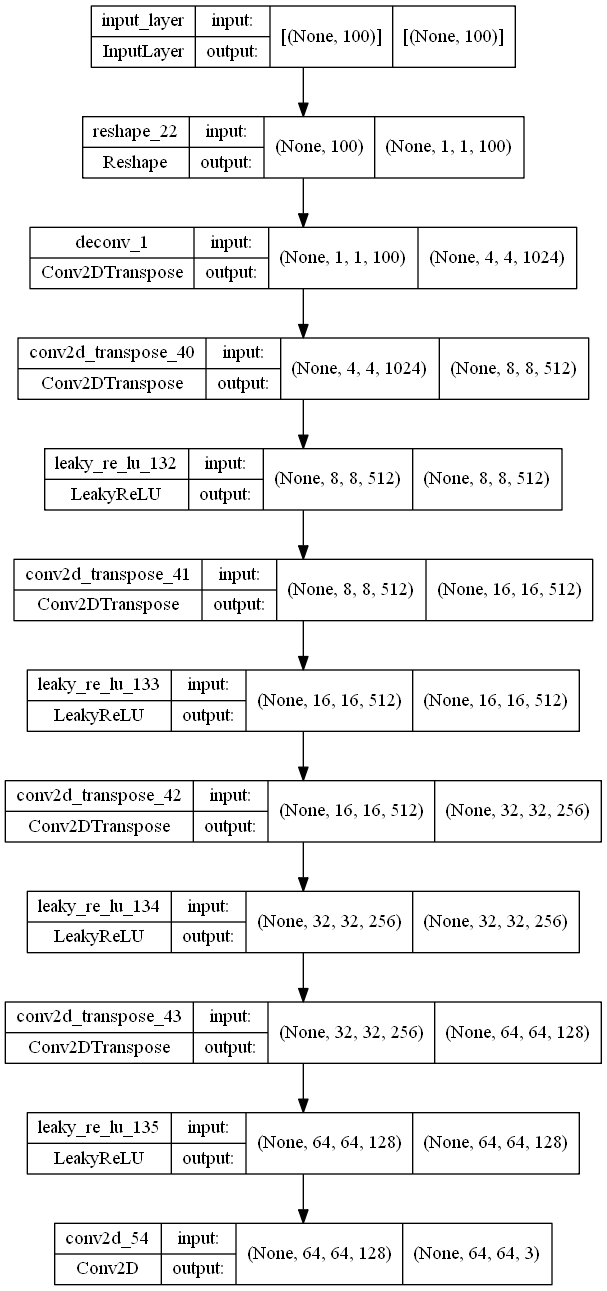 input_layer input: [(None, 100)] [(None, 100)]
InputLayer output:
reshape_22 input: (None, 100) (None, 1, 1, 100)
Reshape output:
deconv_1 input: (None, 1, 1, 100) (None, 4, 4, 1024)
Conv2DTranspose output:
conv2d_transpose_40 input: (None, 4, 4, 1024) (None, 8, 8, 512)
Conv2DTranspose output:
leaky_re_lu_132 input: (None, 8, 8, 512) (None, 8, 8, 512)
LeakyReLU output:
conv2d_transpose_41 input: (None, 8, 8, 512) (None, 16, 16, 512)
Conv2DTranspose output:
leaky_re_lu_133 input: (None, 16, 16, 512) (None, 16, 16, 512)
LeakyReLU output:
conv2d_transpose_42 input: (None, 16, 16, 512) (None, 32, 32, 256)
Conv2DTranspose output:
leaky_re_lu_134 input: (None, 32, 32, 256) (None, 32, 32, 256)
LeakyReLU output:
conv2d_transpose_43 input: (None, 32, 32, 256) (None, 64, 64, 128)
Conv2DTranspose output:
leaky_re_lu_135 input: (None, 64, 64, 128) (None, 64, 64, 128)
LeakyReLU output:
conv2d_54 input: (None, 64, 64, 128) (None, 64, 64, 3)
Conv2D output: